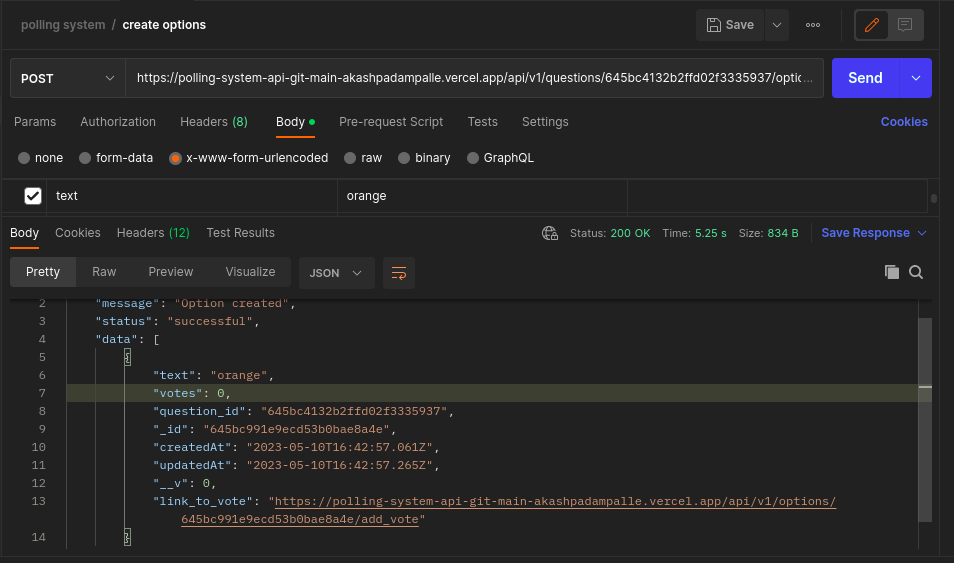 polling system / create options
Save
POST
https://polling-system-api-git-main-akashpadampalle.vercel.app/api/v1/questions/645bc4132b2ffd02f3335937/optic...
Send
Params Authorization Headers (8) Body Pre-request Script Tests Settings Cookies
none form-data x-www-form-urlencoded raw binary GraphQL
text orange
Body Cookies Headers (12) Test Results Status: 200 OK Time: 5.25 s Size: 834 B Save Response
Pretty Raw Preview Visualize JSON
2 "message": "Option created",
3 "status": "successful",
4 "data": [
5 {
6 "text": "orange",
7 "votes": 0,
8 "question_id": "645bc4132b2ffd02f3335937",
9 "_id": "645bc991e9ecd53b0bae8a4e",
10 "createdAt": "2023-05-10T16:42:57.061Z",
11 "updatedAt": "2023-05-10T16:42:57.265Z",
12 "__v": 0,
13 "link_to_vote": "https://polling-system-api-git-main-akashpadampalle.vercel.app/api/v1/options/
645bc991e9ecd53b0bae8a4e/add_vote"
14 }